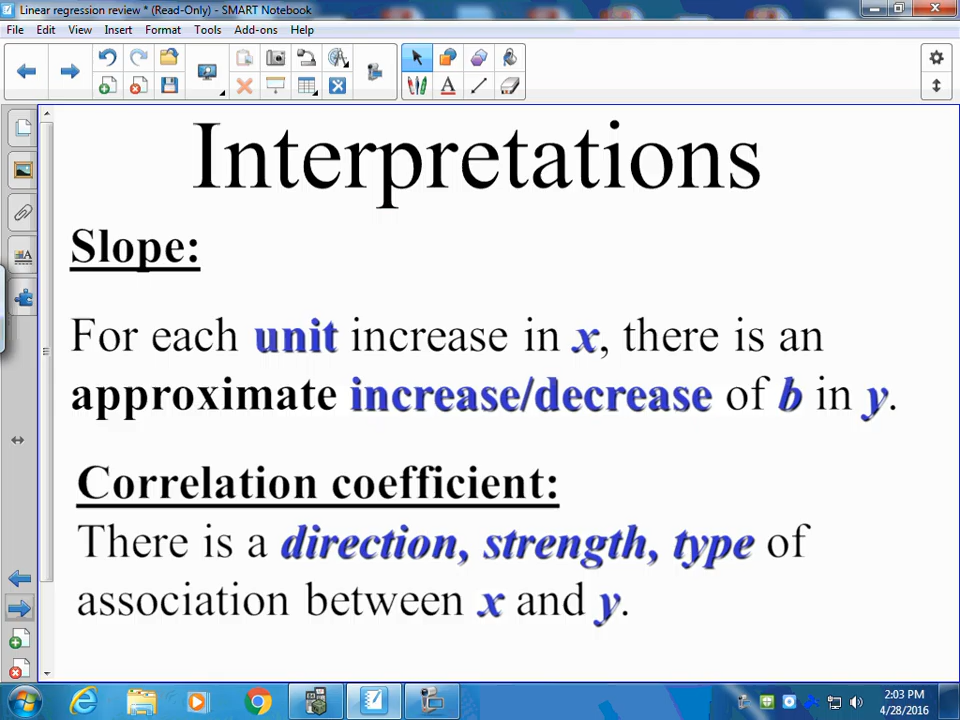 Linear regression review * (Read-Only) - SMART Notebook
File Edit View Insert Format Tools Add-ons Help
Interpretations
Slope:
For each unit increase in x, there is an
approximate increase/decrease of b in y.
Correlation coefficient:
There is a direction, strength, type of
association between x and y.
2:03 PM
4/28/2016